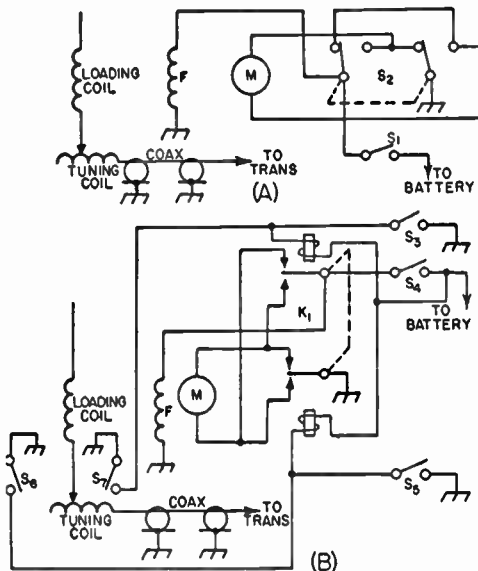 LOADING
COIL
F
M
S2
S1
TO
BATTERY
TUNING
COIL
COAX
TO
TRANS
(A)
S3
S4
TO
BATTERY
K1
LOADING
COIL
F
M
S6
S7
TUNING
COIL
COAX
TO
TRANS
S5
(B)